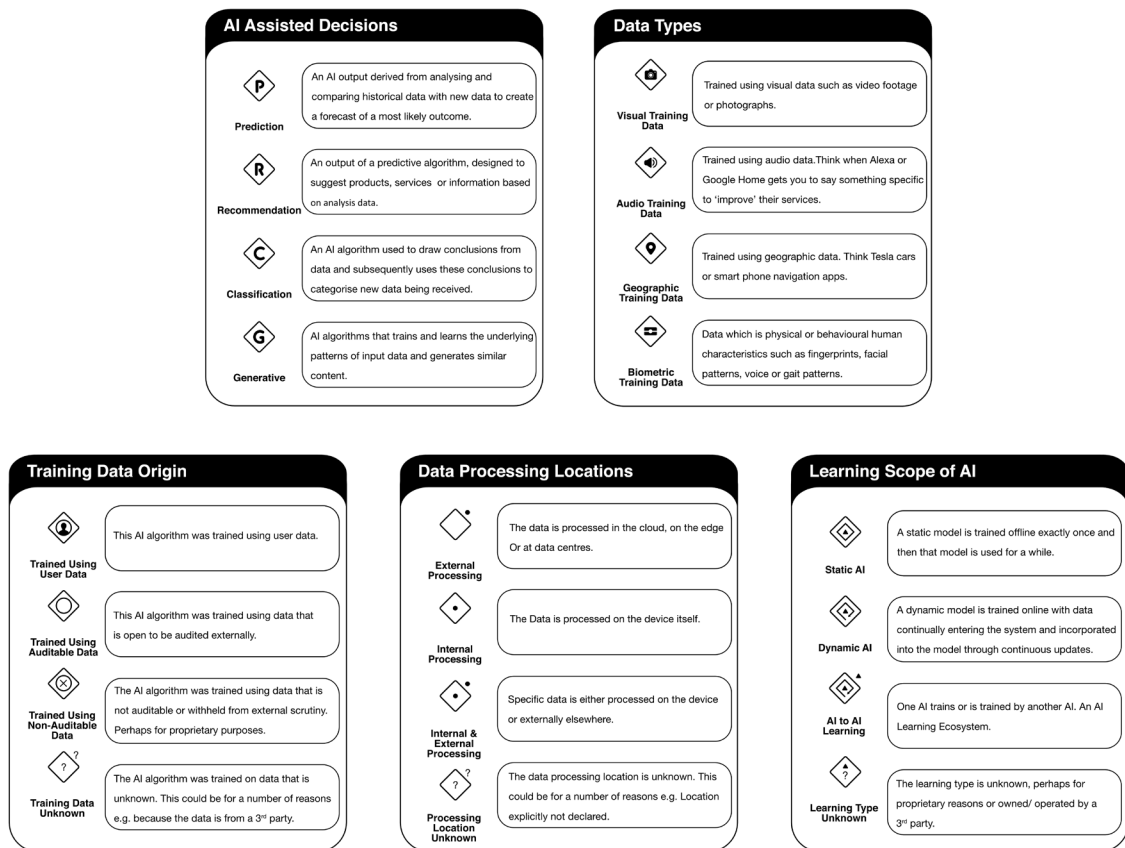 AI Assisted Decisions
P
Prediction
An AI output derived from analysing and
comparing historical data with new data to create
a forecast of a most likely outcome.
R
Recommendation
An output of a predictive algorithm, designed to
suggest products, services or information based
on analysis data.
C
Classification
An AI algorithm used to draw conclusions from
data and subsequently uses these conclusions to
categorise new data being received.
G
Generative
AI algorithms that trains and learns the underlying
patterns of input data and generates similar
content.
Data Types
Visual Training
Data
Trained using visual data such as video footage
or photographs.
Audio Training
Data
Trained using audio data.Think when Alexa or
Google Home gets you to say something specific
to ‘improve’ their services.
Geographic
Training Data
Trained using geographic data. Think Tesla cars
or smart phone navigation apps.
Biometric
Training Data
Data which is physical or behavioural human
characteristics such as fingerprints, facial
patterns, voice or gait patterns.
Training Data Origin
Trained Using
User Data
This AI algorithm was trained using user data.
Trained Using
Auditable Data
This AI algorithm was trained using data that
is open to be audited externally.
Trained Using
Non-Auditable
Data
The AI algorithm was trained using data that is
not auditable or withheld from external scrutiny.
Perhaps for proprietary purposes.
?
?
Training Data
Unknown
The AI algorithm was trained on data that is
unknown. This could be for a number of reasons
e.g. because the data is from a 3rd party.
Data Processing Locations
External
Processing
The data is processed in the cloud, on the edge
Or at data centres.
Internal
Processing
The Data is processed on the device itself.
Internal &
External
Processing
Specific data is either processed on the device
or externally elsewhere.
?
?
Processing
Location
Unknown
The data processing location is unknown. This
could be for a number of reasons e.g. Location
explicitly not declared.
Learning Scope of AI
Static AI
A static model is trained offline exactly once and
then that model is used for a while.
Dynamic AI
A dynamic model is trained online with data
continually entering the system and incorporated
into the model through continuous updates.
AI to AI
Learning
One AI trains or is trained by another AI. An AI
Learning Ecosystem.
?
Learning Type
Unknown
The learning type is unknown, perhaps for
proprietary reasons or owned/ operated by a
3rd party.